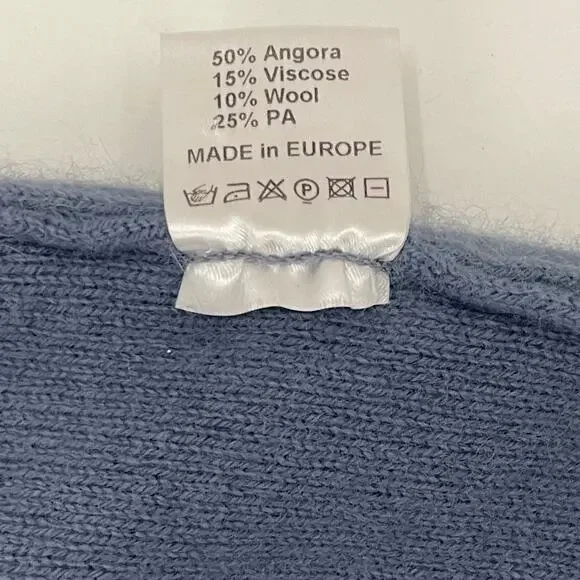 50% Angora
15% Viscose
10% Wool
25% PA
MADE in EUROPE
P